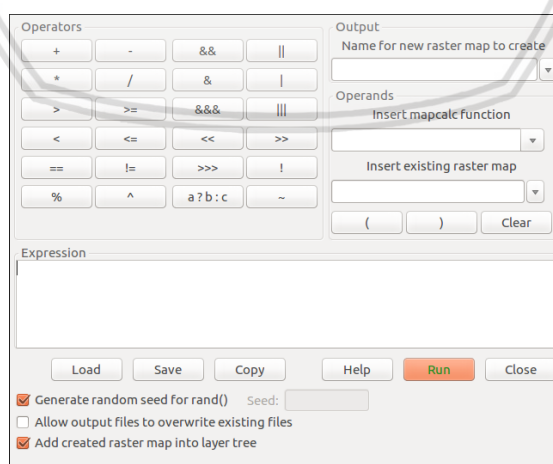 Operators
+ - && ||
* / & |
> >= &&& |||
< <= << >>
== != >>> !
% ^ a?b:c ~
Output
Name for new raster map to create
Operands
Insert mapcalc function
Insert existing raster map
( ) Clear
Expression
Load Save Copy Help Run Close
Generate random seed for rand() Seed:
Allow output files to overwrite existing files
Add created raster map into layer tree